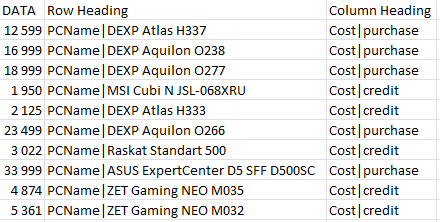 DATA Row Heading Column Heading
12 599 PCName|DEXP Atlas H337 Cost|purchase
16 999 PCName|DEXP Aquilon O238 Cost|purchase
18 999 PCName|DEXP Aquilon O277 Cost|purchase
1 950 PCName|MSI Cubi N JSL-068XRU Cost|credit
2 125 PCName|DEXP Atlas H333 Cost|credit
23 499 PCName|DEXP Aquilon O266 Cost|purchase
3 022 PCName|Raskat Standart 500 Cost|credit
33 999 PCName|ASUS ExpertCenter D5 SFF D500SC Cost|purchase
4 874 PCName|ZET Gaming NEO M035 Cost|credit
5 361 PCName|ZET Gaming NEO M032 Cost|credit